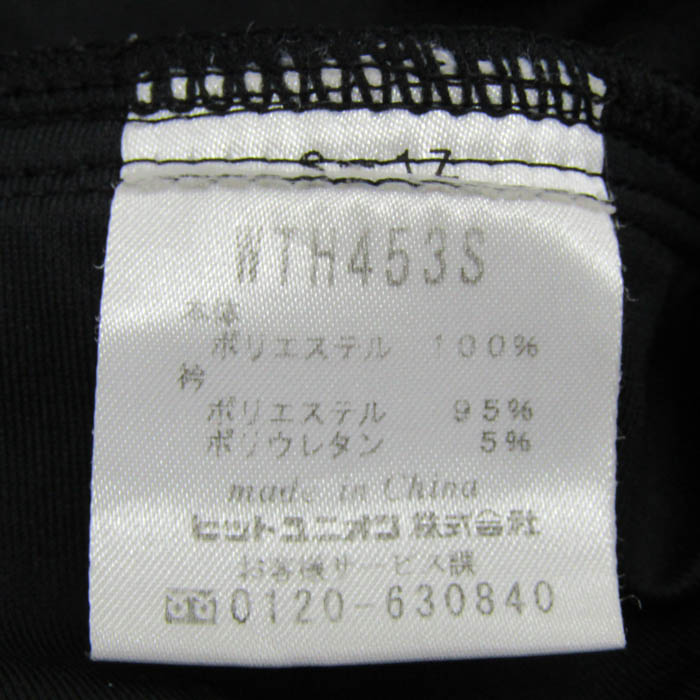 WTH453S
本体
ポリエステル 100%
衿
ポリエステル 95%
ポリウレタン 5%
made in China
ヒットユニオン株式会社
お客様サービス課
0120-630840